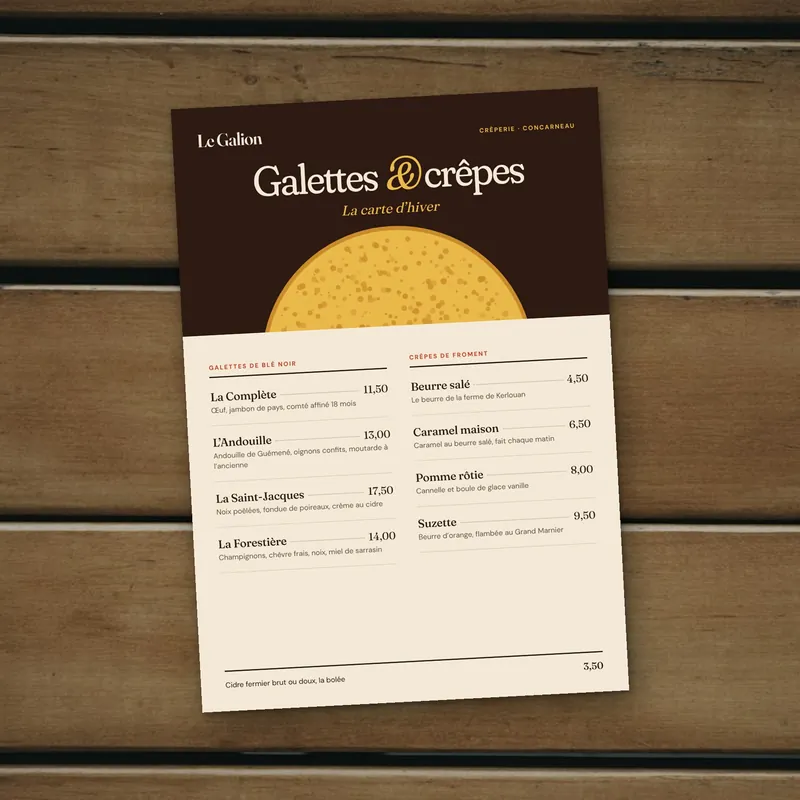 Le Galion
CRÊPERIE · CONCARNEAU
Galettes & crêpes
La carte d'hiver
GALETTES DE BLÉ NOIR
La Complète 11,50
Œuf, jambon de pays, comté affiné 18 mois
L'Andouille 13,00
Andouille de Guémené, oignons confits, moutarde à
l'ancienne
La Saint-Jacques 17,50
Noix poêlées, fondue de poireaux, crème au cidre
La Forestière 14,00
Champignons, chèvre frais, noix, miel de sarrasin
CRÊPES DE FROMENT
Beurre salé 4,50
Le beurre de la ferme de Kerlouan
Caramel maison 6,50
Caramel au beurre salé, fait chaque matin
Pomme rôtie 8,00
Cannelle et boule de glace vanille
Suzette 9,50
Beurre d'orange, flambée au Grand Marnier
Cidre fermier brut ou doux, la bolée 3,50